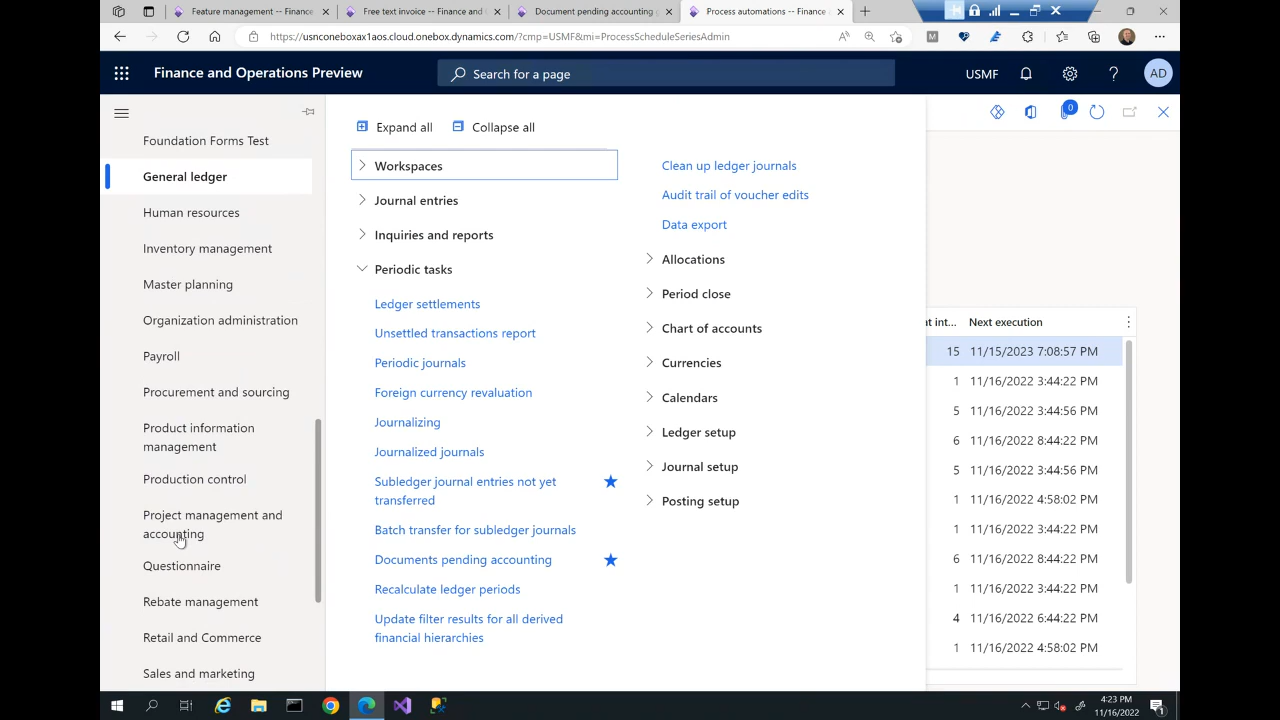 Feature management -- Finance
Free text invoice -- Finance and
Document pending accounting
Process automations -- Finance
https://usnconeboxax1aos.cloud.onebox.dynamics.com/?cmp=USMF&mi=ProcessScheduleSeriesAdmin
Finance and Operations Preview
Search for a page
USMF
AD
Expand all
Collapse all
0
Foundation Forms Test
General ledger
Human resources
Inventory management
Master planning
Organization administration
Payroll
Procurement and sourcing
Product information
management
Production control
Project management and
accounting
Questionnaire
Rebate management
Retail and Commerce
Sales and marketing
Workspaces
Journal entries
Inquiries and reports
Periodic tasks
Ledger settlements
Unsettled transactions report
Periodic journals
Foreign currency revaluation
Journalizing
Journalized journals
Subledger journal entries not yet
transferred
Batch transfer for subledger journals
Documents pending accounting
Recalculate ledger periods
Update filter results for all derived
financial hierarchies
Clean up ledger journals
Audit trail of voucher edits
Data export
Allocations
Period close
Chart of accounts
Currencies
Calendars
Ledger setup
Journal setup
Posting setup
at int... Next execution
15 11/15/2023 7:08:57 PM
1 11/16/2022 3:44:22 PM
5 11/16/2022 3:44:56 PM
6 11/16/2022 8:44:22 PM
5 11/16/2022 3:44:56 PM
1 11/16/2022 4:58:02 PM
1 11/16/2022 3:44:22 PM
6 11/16/2022 8:44:22 PM
1 11/16/2022 3:44:22 PM
4 11/16/2022 6:44:22 PM
1 11/16/2022 4:58:02 PM
4:23 PM
11/16/2022